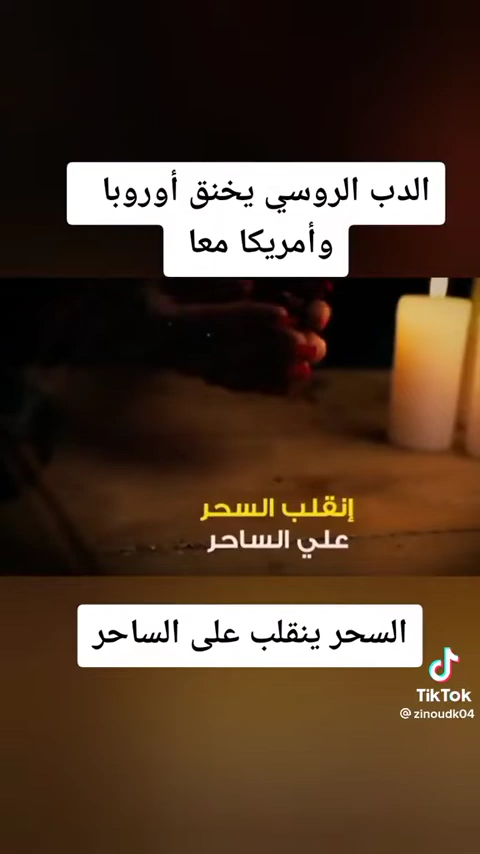 الدب الروسي يخنق أوروبا
وأمريكا معا
إنقلب السحر
علي الساحر
السحر ينقلب على الساحر
TikTok
@zinoudk04